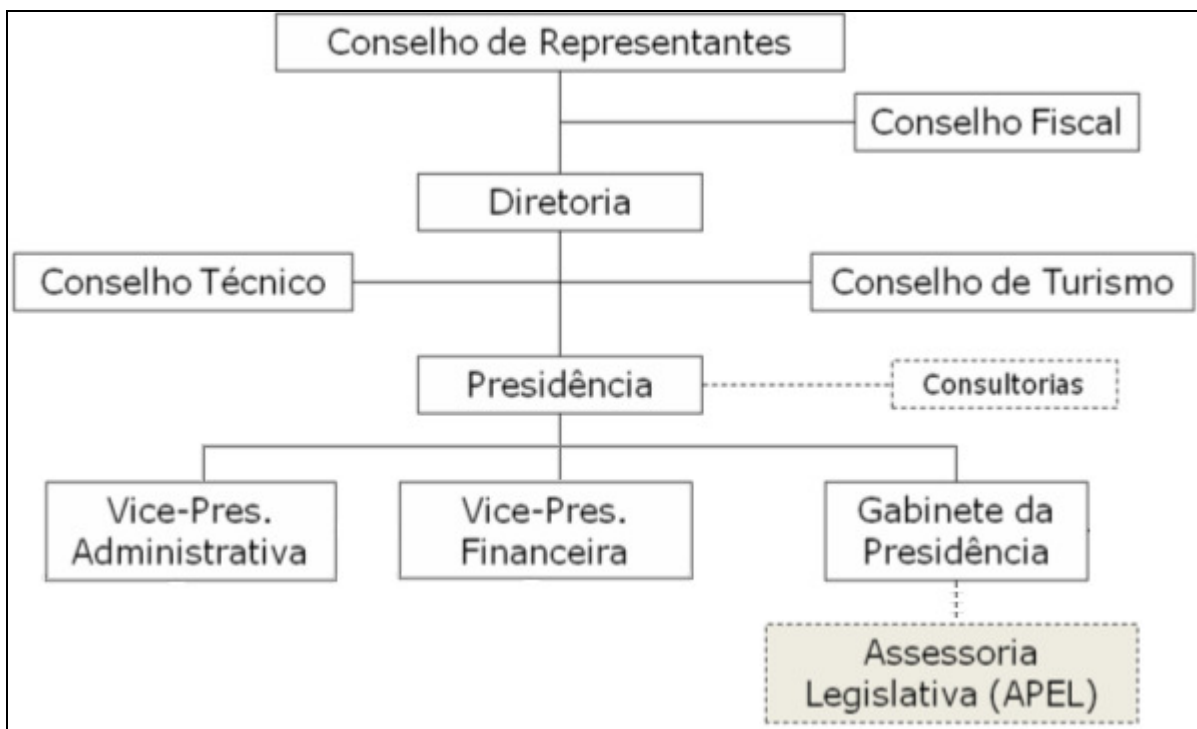 Conselho de Representantes
Conselho Fiscal
Diretoria
Conselho Técnico
Conselho de Turismo
Presidência
Consultorias
Vice-Pres.
Administrativa
Vice-Pres.
Financeira
Gabinete da
Presidência
Assessoria
Legislativa (APEL)